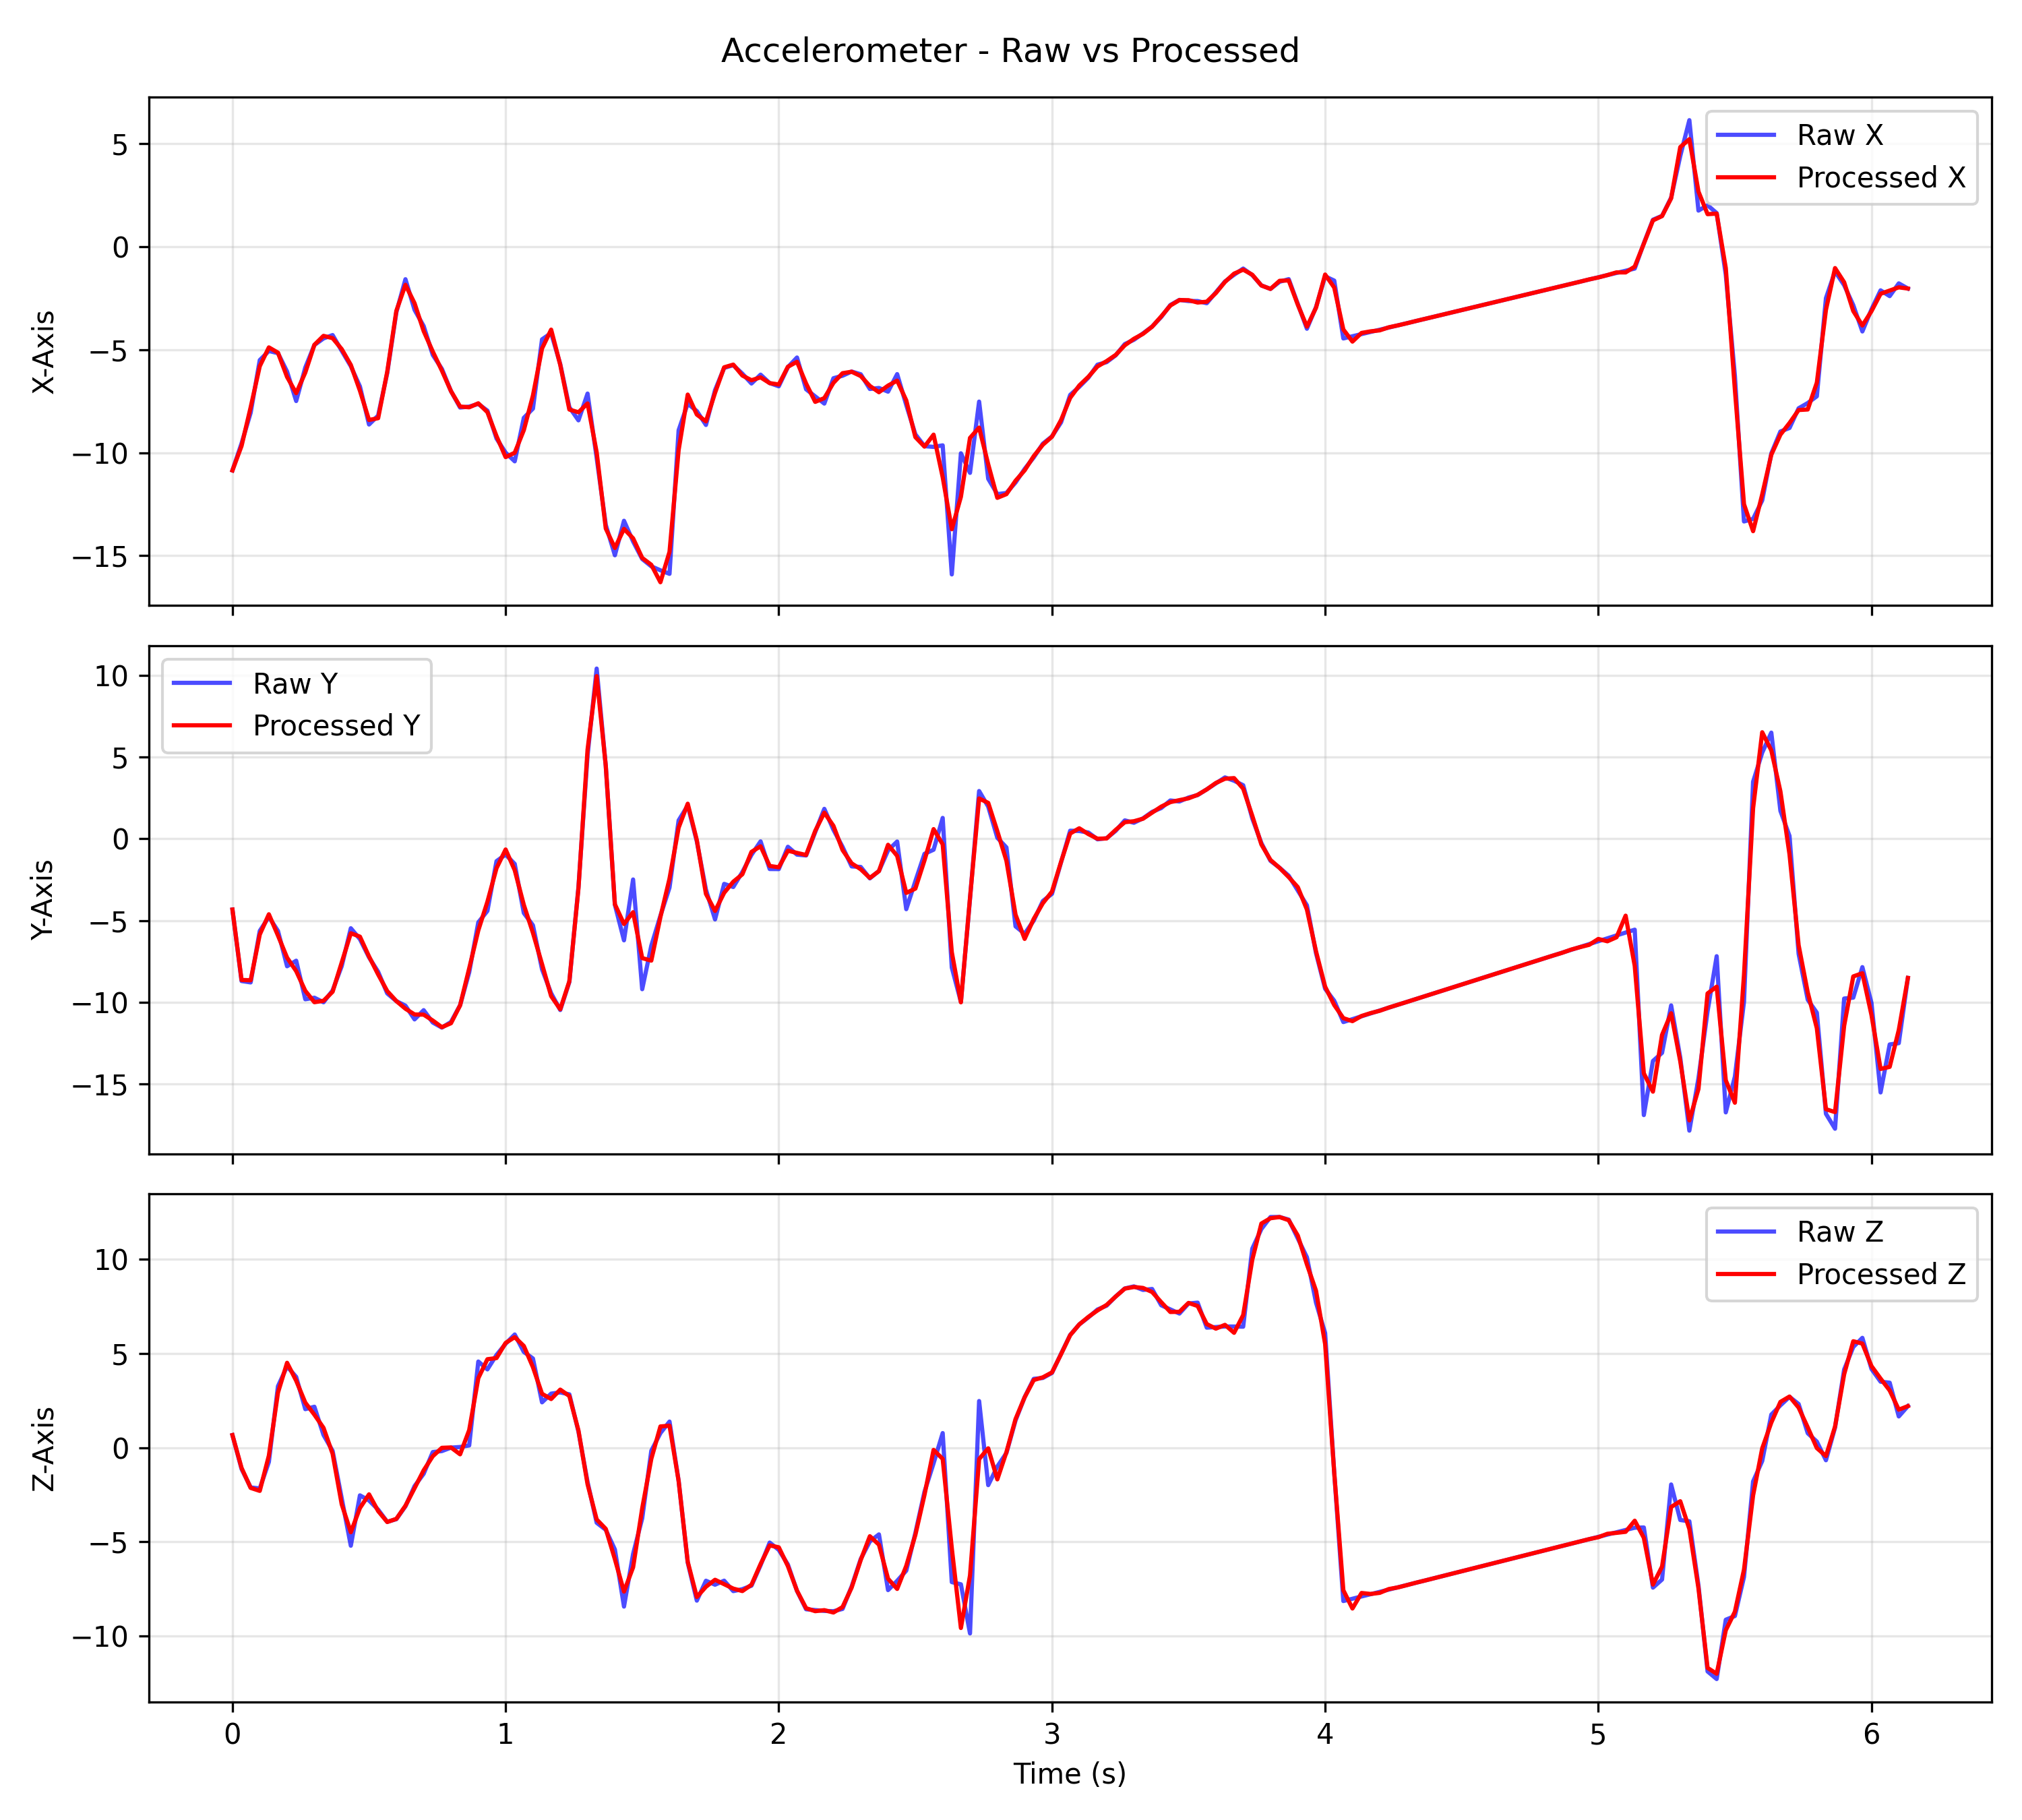 Accelerometer - Raw vs Processed
5
0
−5
−10
−15
X-Axis
Raw X
Processed X
10
5
0
−5
−10
−15
Y-Axis
Raw Y
Processed Y
10
5
0
−5
−10
Z-Axis
Raw Z
Processed Z
0 1 2 3 4 5 6
Time (s)